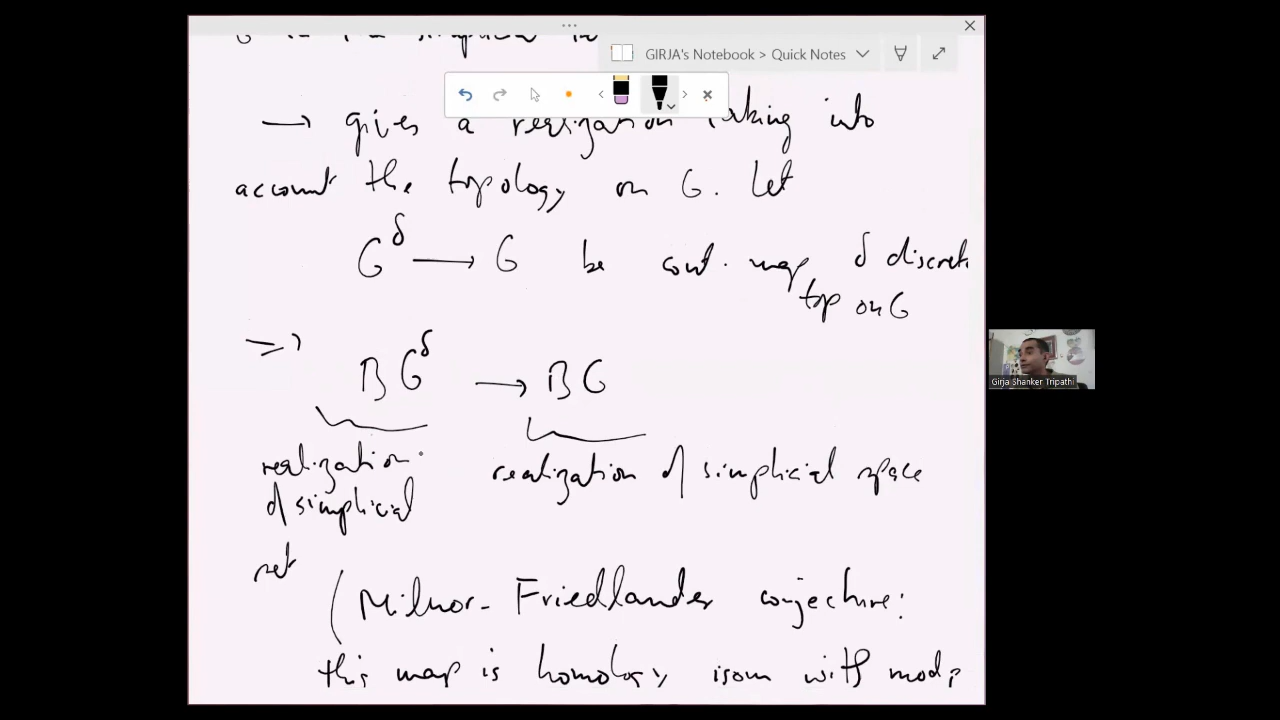 GIRJA's Notebook > Quick Notes
→ gives a realization taking into
account the topology on G. Let
G^δ → G be cont. map δ discrete
top on G
=> BG^δ → BG
realization of simplicial set
realization of simplicial space
(Milnor-Friedlander conjecture:
this map is homology isom with mod p
Girja Shanker Tripathi